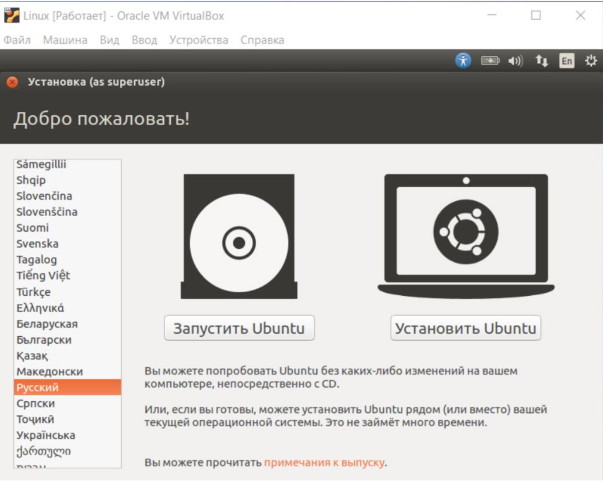 Linux [Работает] - Oracle VM VirtualBox
Файл Машина Вид Ввод Устройства Справка
En
Установка (as superuser)
Добро пожаловать!
Sámegillii
Shqip
Slovenčina
Slovenščina
Suomi
Svenska
Tagalog
Tiếng Việt
Türkçe
Ελληνικά
Беларуская
Български
Қазақ
Македонски
Русский
Српски
Тоҷикӣ
Українська
ქართული
Запустить Ubuntu
Установить Ubuntu
Вы можете попробовать Ubuntu без каких-либо изменений на вашем
компьютере, непосредственно с CD.
Или, если вы готовы, можете установить Ubuntu рядом (или вместо) вашей
текущей операционной системы. Это не займёт много времени.
Вы можете прочитать примечания к выпуску.